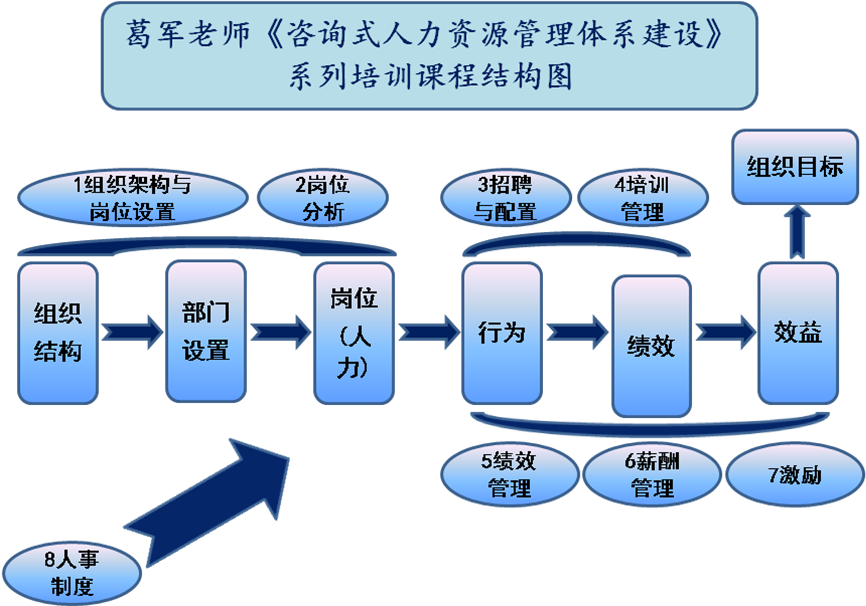 葛军老师《咨询式人力资源管理体系建设》
系列培训课程结构图
组织目标
1组织架构与
岗位设置
2岗位
分析
3招聘
与配置
4培训
管理
组织
结构
部门
设置
岗位
(人
力)
行为
绩效
效益
5绩效
管理
6薪酬
管理
7激励
8人事
制度